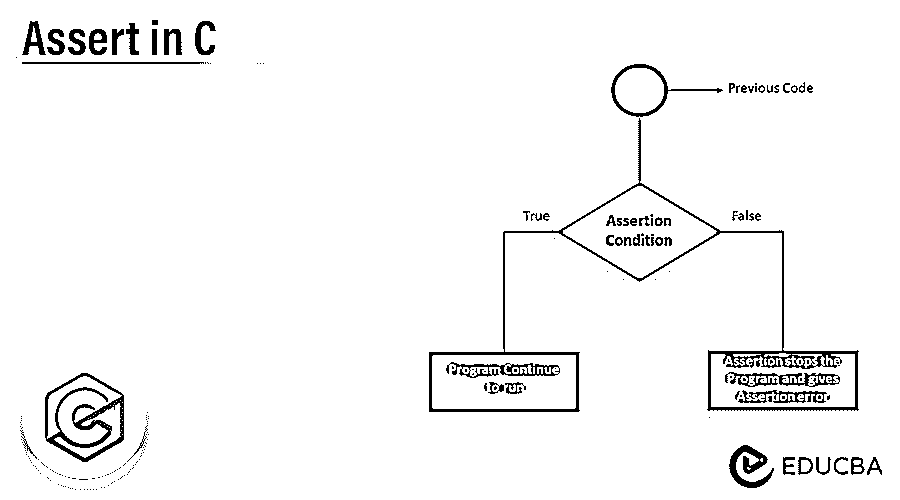 Assert in C
Previous Code
True
Assertion
Condition
False
Program Continue
to run
Assertion stops the
Program and gives
Assertion error
EDUCBA